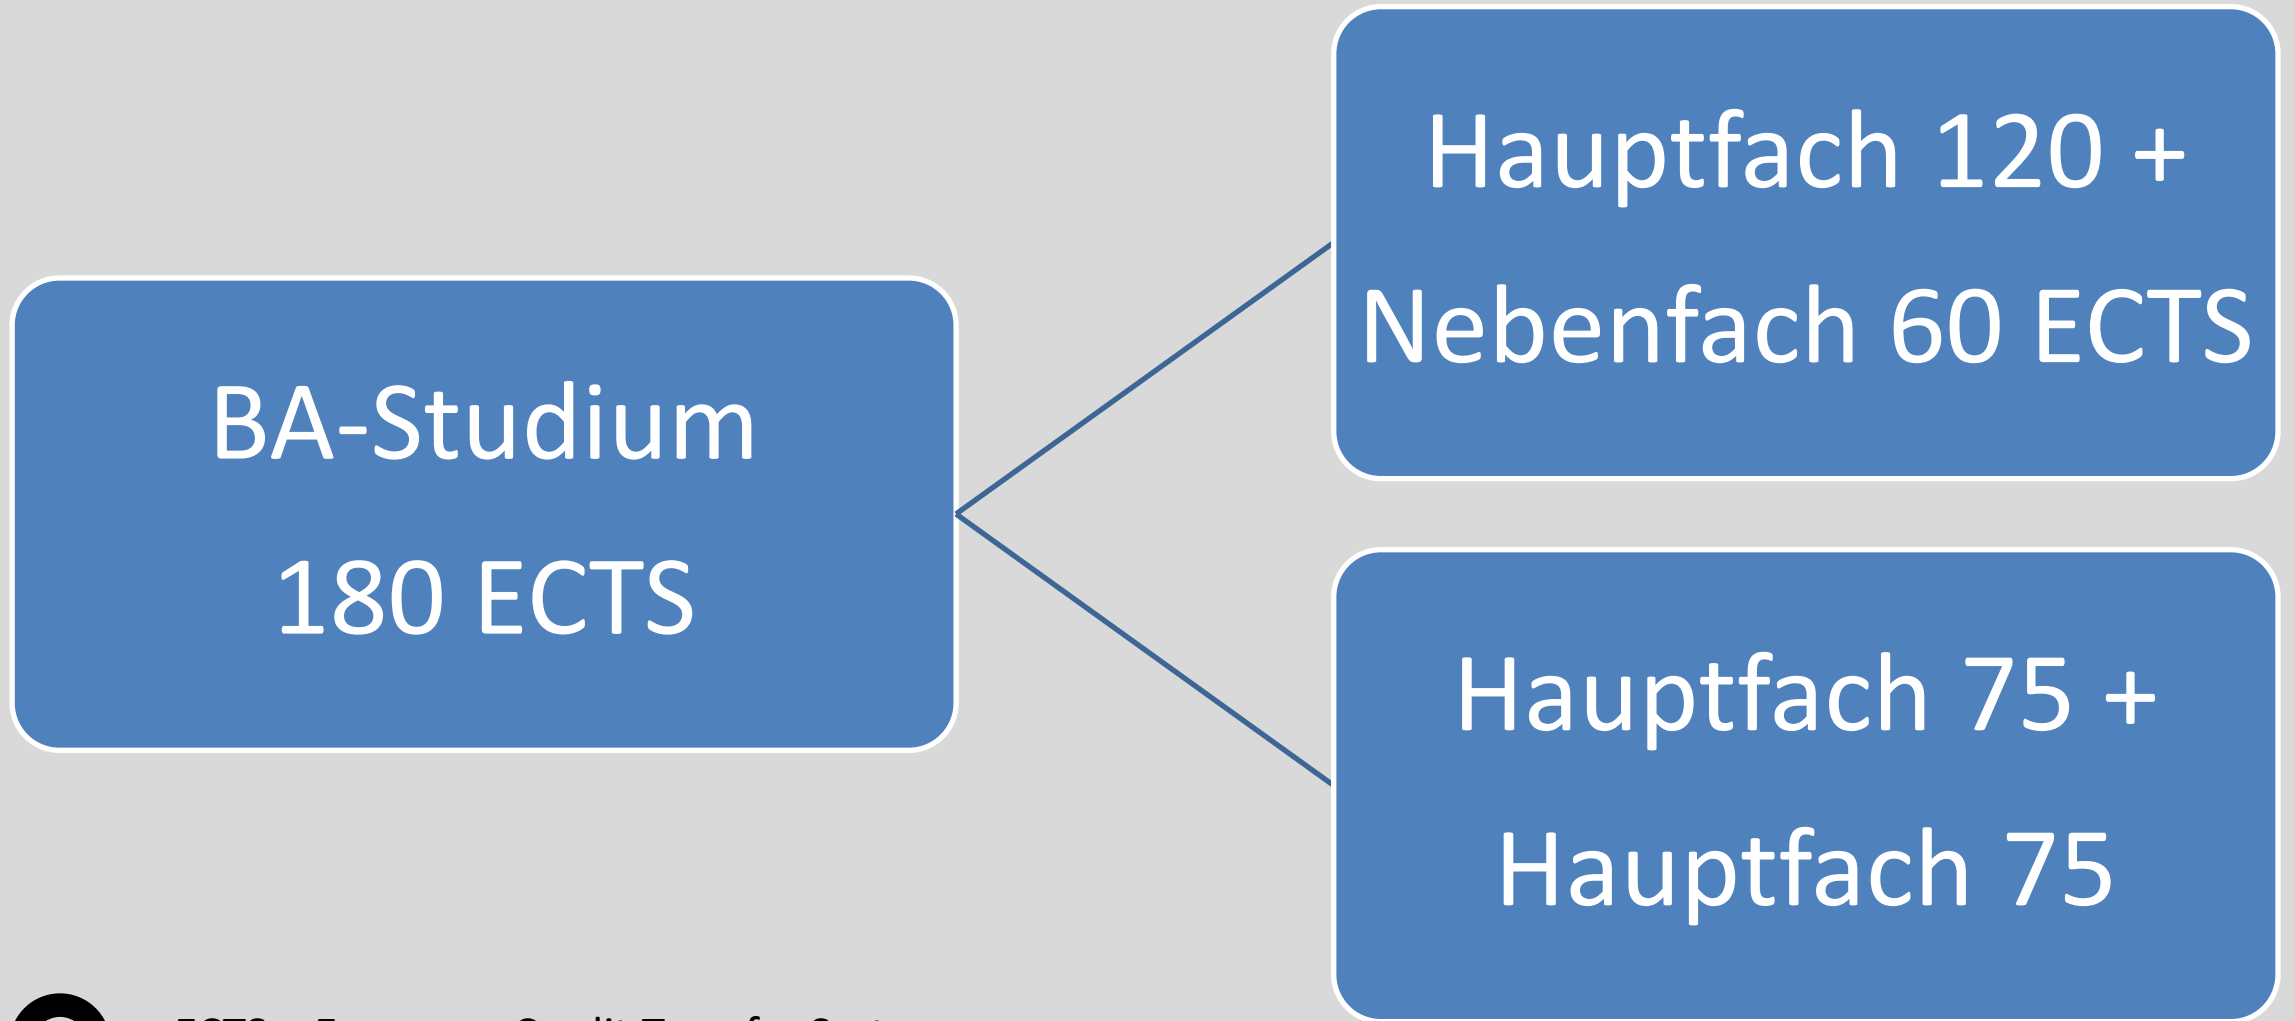 BA-Studium
180 ECTS
Hauptfach 120 +
Nebenfach 60 ECTS
Hauptfach 75 +
Hauptfach 75